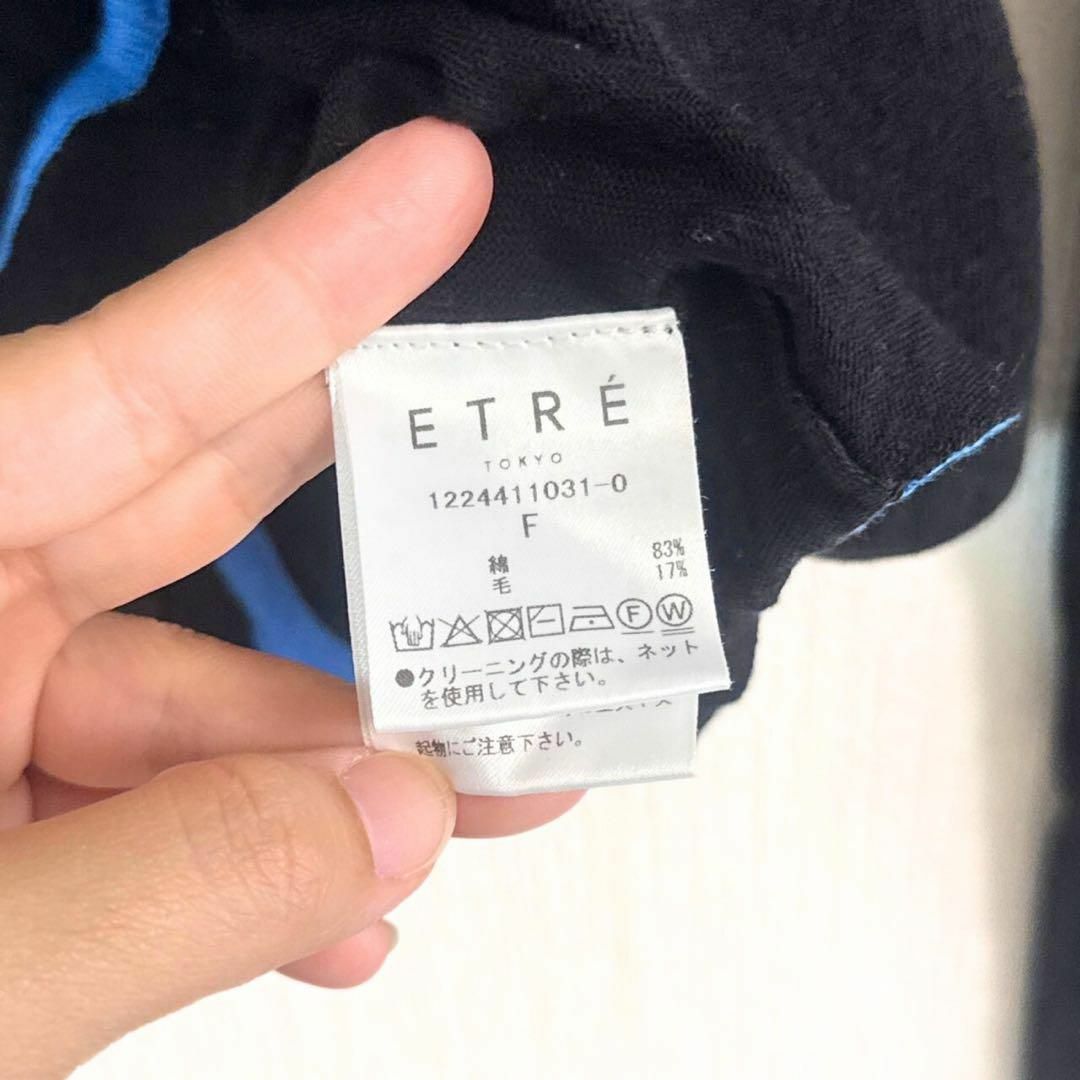 ETRÉ
TOKYO
1224411031-0
F
綿 83%
毛 17%
F W
●クリーニングの際は、ネット
を使用して下さい。
起物にご注意下さい。